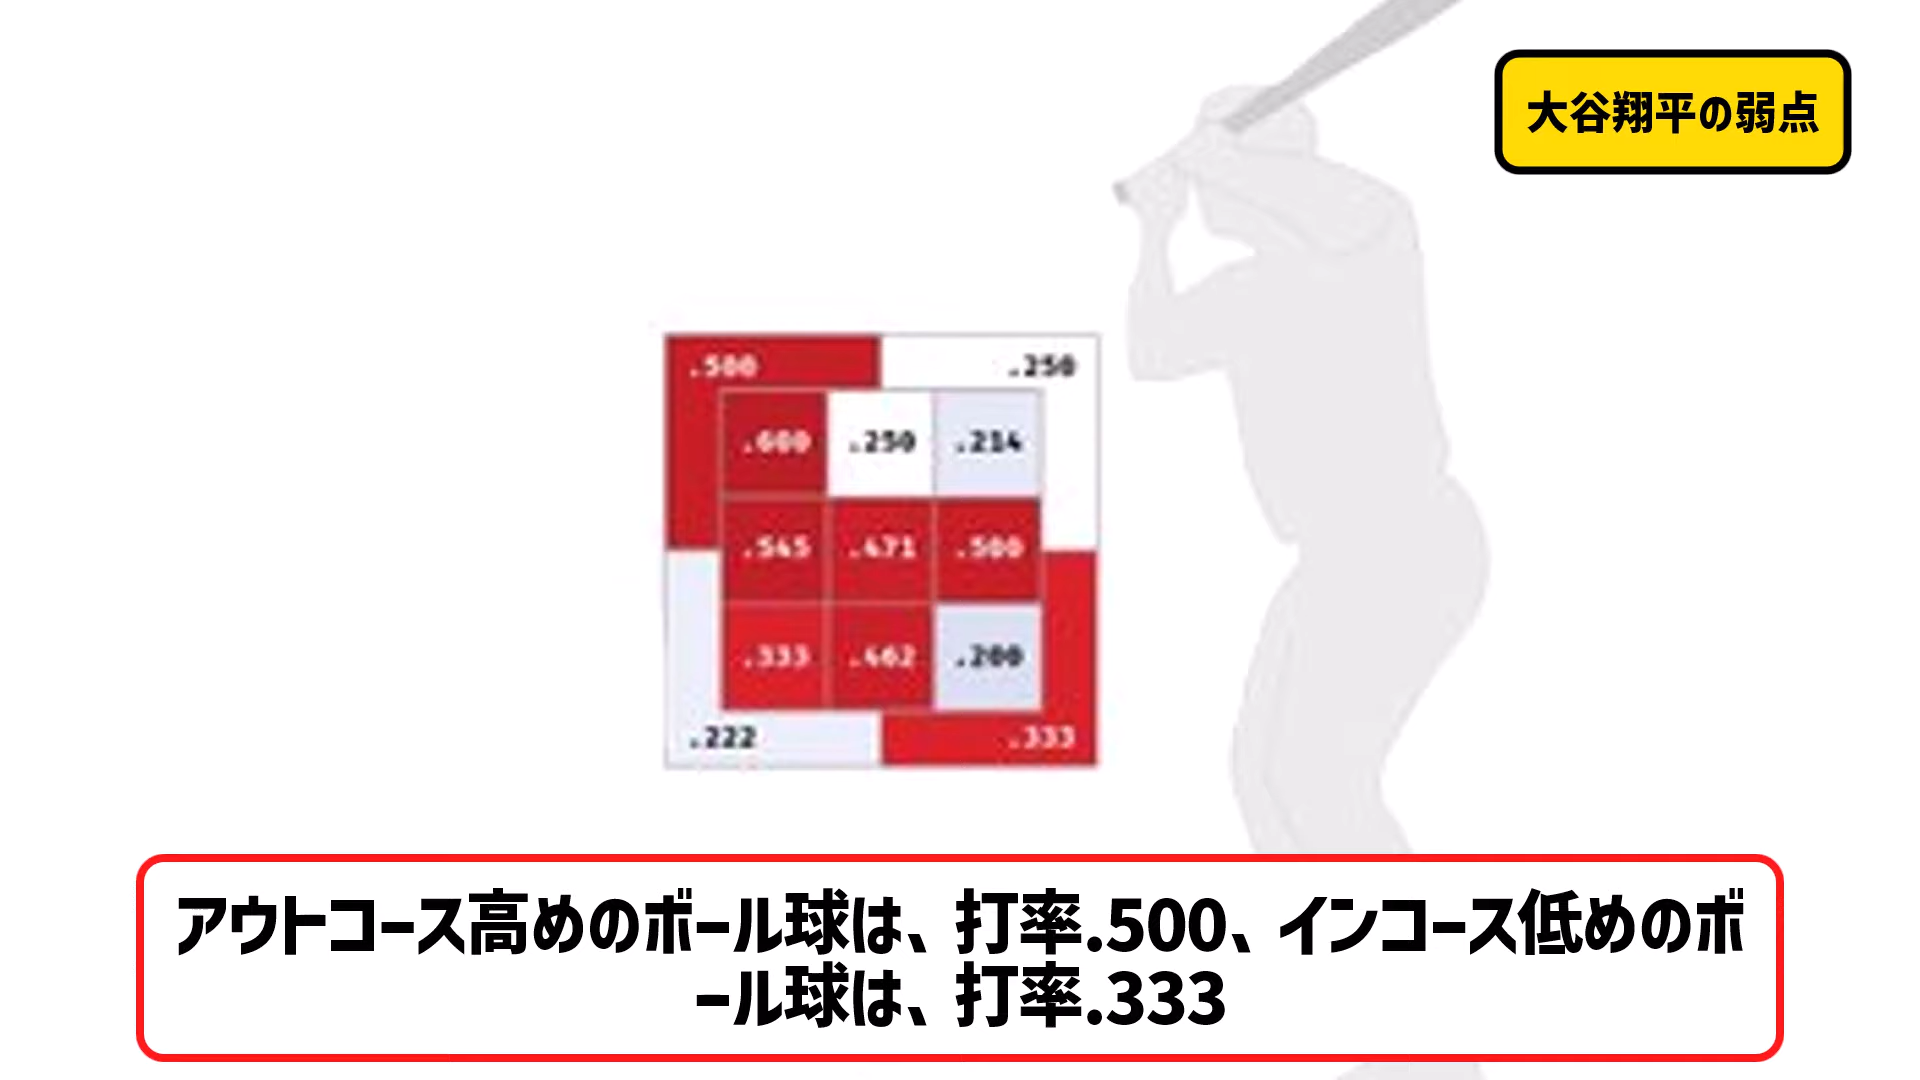 大谷翔平の弱点
.500 .250
.600 .250 .214
.545 .471 .500
.333 .462 .200
.222 .333
アウトコース高めのボール球は、打率.500、インコース低めのボ
ール球は、打率.333